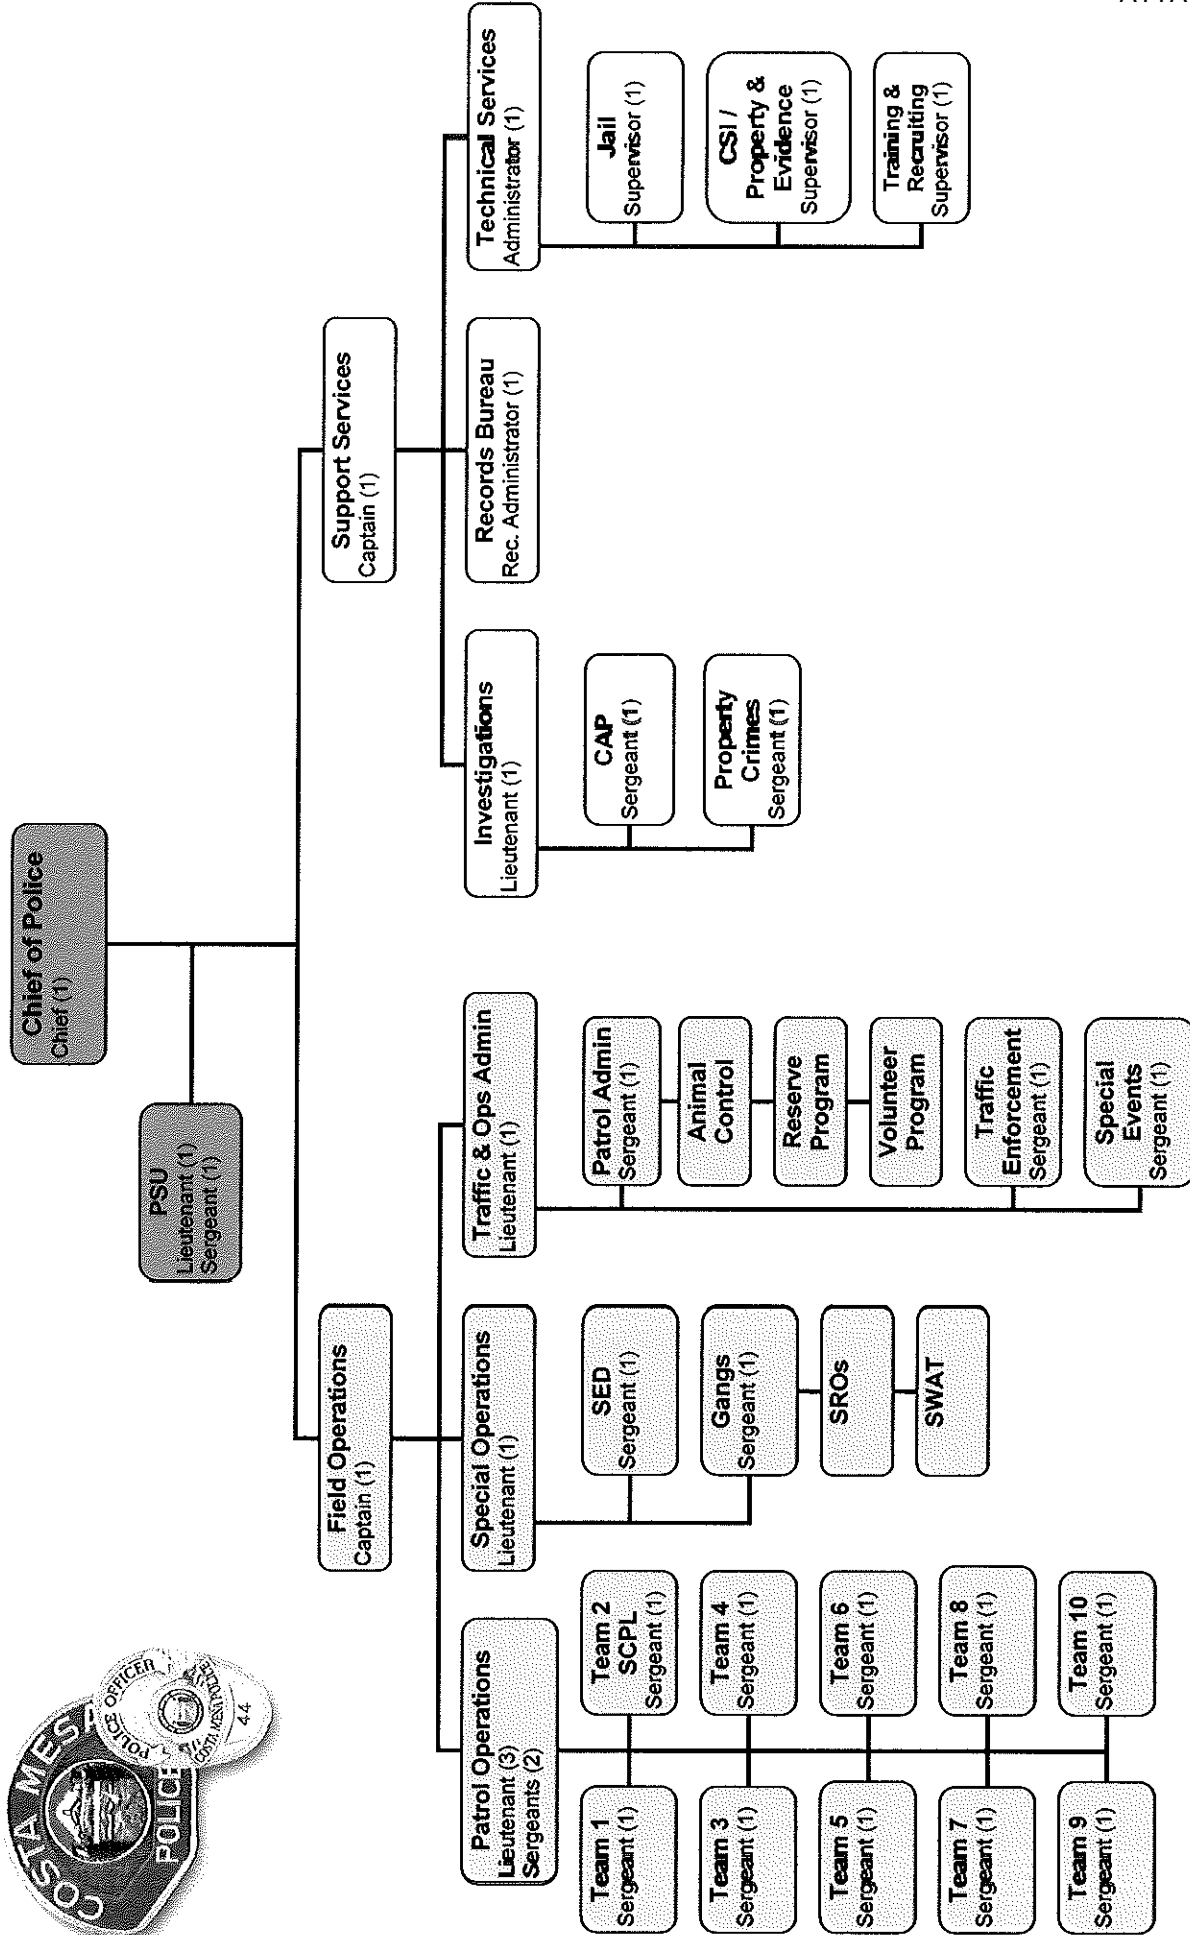 COSTA MESA
POLICE
POLICE OFFICER
44
Chief of Police
Chief (1)
PSU
Lieutenant (1)
Sergeant (1)
Field Operations
Captain (1)
Support Services
Captain (1)
Patrol Operations
Lieutenant (3)
Sergeants (2)
Special Operations
Lieutenant (1)
Traffic & Ops Admin
Lieutenant (1)
Investigations
Lieutenant (1)
Records Bureau
Rec. Administrator (1)
Technical Services
Administrator (1)
Team 1
Sergeant (1)
Team 2
SCPL
Sergeant (1)
Team 3
Sergeant (1)
Team 4
Sergeant (1)
Team 5
Sergeant (1)
Team 6
Sergeant (1)
Team 7
Sergeant (1)
Team 8
Sergeant (1)
Team 9
Sergeant (1)
Team 10
Sergeant (1)
SED
Sergeant (1)
Gangs
Sergeant (1)
SROs
SWAT
Patrol Admin
Sergeant (1)
Animal
Control
Reserve
Program
Volunteer
Program
Traffic
Enforcement
Sergeant (1)
Special
Events
Sergeant (1)
CAP
Sergeant (1)
Property
Crimes
Sergeant (1)
Jail
Supervisor (1)
CSI /
Property &
Evidence
Supervisor (1)
Training &
Recruiting
Supervisor (1)